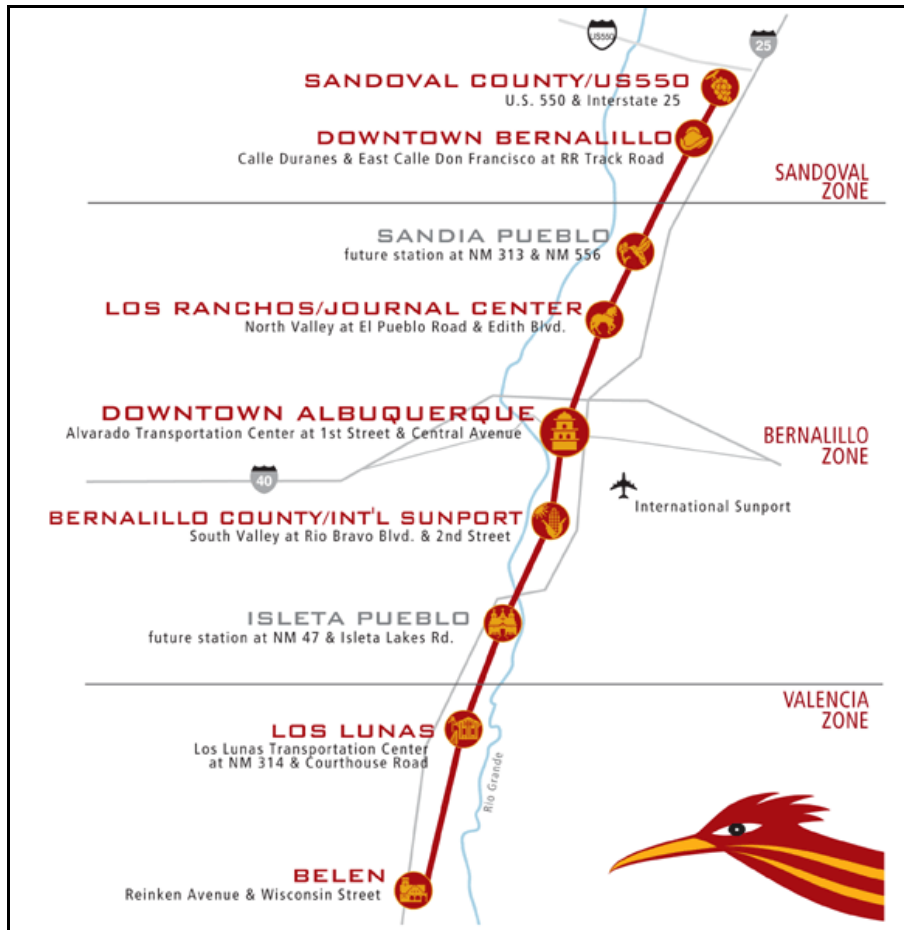 US550
25
SANDOVAL COUNTY/US550
U.S. 550 & Interstate 25
DOWNTOWN BERNALILLO
Calle Duranes & East Calle Don Francisco at RR Track Road
SANDOVAL
ZONE
SANDIA PUEBLO
future station at NM 313 & NM 556
LOS RANCHOS/JOURNAL CENTER
North Valley at El Pueblo Road & Edith Blvd.
DOWNTOWN ALBUQUERQUE
Alvarado Transportation Center at 1st Street & Central Avenue
BERNALILLO
ZONE
40
International Sunport
BERNALILLO COUNTY/INT'L SUNPORT
South Valley at Rio Bravo Blvd. & 2nd Street
ISLETA PUEBLO
future station at NM 47 & Isleta Lakes Rd.
VALENCIA
ZONE
LOS LUNAS
Los Lunas Transportation Center
at NM 314 & Courthouse Road
Rio Grande
BELEN
Reinken Avenue & Wisconsin Street